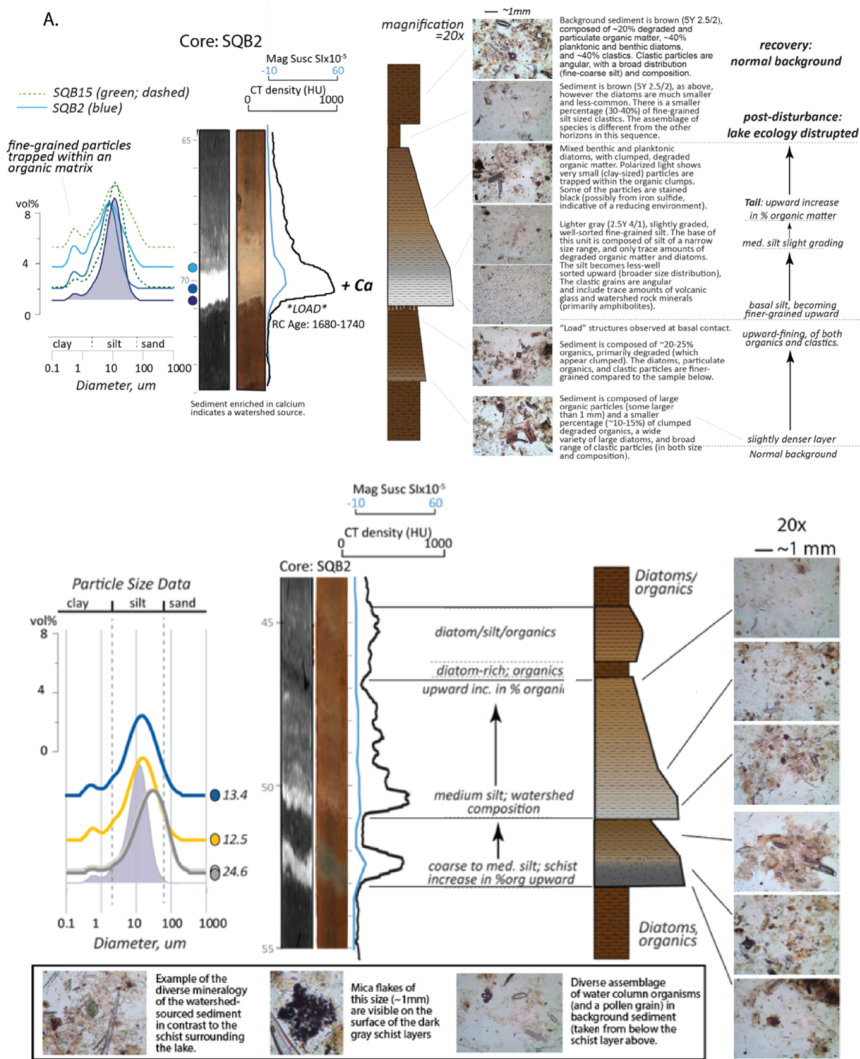 A.
Core: SQB2
SQB15 (green; dashed)
SQB2 (blue)
fine-grained particles
trapped within an
organic matrix
vol%
8
4
2
0
clay
silt
sand
0.1
1
10
100
1000
Diameter, um
Mag Susc SIx10-5
-10
60
CT density (HU)
0
1000
65
70
*LOAD*
RC Age: 1680-1740
+ Ca
Sediment enriched in calcium
indicates a watershed source.
magnification
=20x
~1mm
Background sediment is brown (5Y 2.5/2),
composed of ~20% degraded and
particulate organic matter, ~40%
planktonic and benthic diatoms,
and ~40% clastics. Clastic particles are
angular, with a broad distribution
(fine-coarse silt) and composition.
Sediment is brown (5Y 2.5/2), as above,
however the diatoms are much smaller
and less-common. There is a smaller
percentage (30-40%) of fine-grained
silt sized clastics. The assemblage of
species is different from the other
horizons in this sequence.
Mixed benthic and planktonic
diatoms, with clumped, degraded
organic matter. Polarized light shows
very small (clay-sized) particles are
trapped within the organic clumps.
Some of the particles are stained
black (possibly from iron sulfide,
indicative of a reducing environment).
Lighter gray (2.5Y 4/1), slightly graded,
well-sorted fine-grained silt. The base of
this unit is composed of silt of a narrow
size range, and only trace amounts of
degraded organic matter and diatoms.
The silt becomes less-well
sorted upward (broader size distribution),
The clastic grains are angular
and include trace amounts of volcanic
glass and watershed rock minerals
(primarily amphibolites).
"Load" structures observed at basal contact.
Sediment is composed of ~20-25%
organics, primarily degraded (which
appear clumped). The diatoms, particulate
organics, and clastic particles are finer-
grained compared to the sample below.
Sediment is composed of large
organic particles (some larger
than 1 mm) and a smaller
percentage (~10-15%) of clumped
degraded organics, a wide
variety of large diatoms, and broad
range of clastic particles (in both size
and composition).
recovery:
normal background
post-disturbance:
lake ecology distrupted
Tail: upward increase
in % organic matter
med. silt slight grading
basal silt, becoming
finer-grained upward
upward-fining, of both
organics and clastics.
slightly denser layer
Normal background
Mag Susc SIx10-5
-10
60
CT density (HU)
0
1000
Core: SQB2
Particle Size Data
clay
silt
sand
vol%
8
4
0
13.4
12.5
24.6
0.1
1
10
100
1000
Diameter, um
45
50
55
diatom/silt/organics
diatom-rich; organics
upward inc. in % organi
medium silt; watershed
composition
coarse to med. silt; schist
increase in %org upward
Diatoms/
organics
Diatoms,
organics
20x
~1 mm
Example of the
diverse mineralogy
of the watershed-
sourced sediment
in contrast to the
schist surrounding
the lake.
Mica flakes of
this size (~1mm)
are visible on the
surface of the dark
gray schist layers
Diverse assemblage
of water column organisms
(and a pollen grain) in
background sediment
(taken from below the
schist layer above.